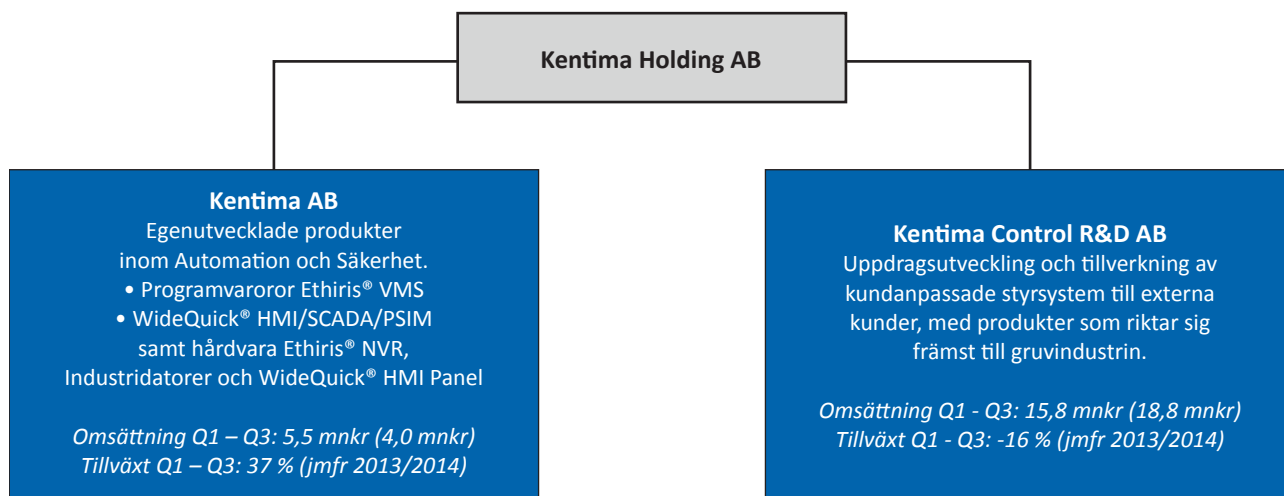 Kentima Holding AB
Kentima AB
Egenutvecklade produkter
inom Automation och Säkerhet.
• Programvaroror Ethiris® VMS
• WideQuick® HMI/SCADA/PSIM
samt hårdvara Ethiris® NVR,
Industridatorer och WideQuick® HMI Panel
Omsättning Q1 – Q3: 5,5 mnkr (4,0 mnkr)
Tillväxt Q1 – Q3: 37 % (jmfr 2013/2014)
Kentima Control R&D AB
Uppdragsutveckling och tillverkning av
kundanpassade styrsystem till externa
kunder, med produkter som riktar sig
främst till gruvindustrin.
Omsättning Q1 - Q3: 15,8 mnkr (18,8 mnkr)
Tillväxt Q1 - Q3: -16 % (jmfr 2013/2014)